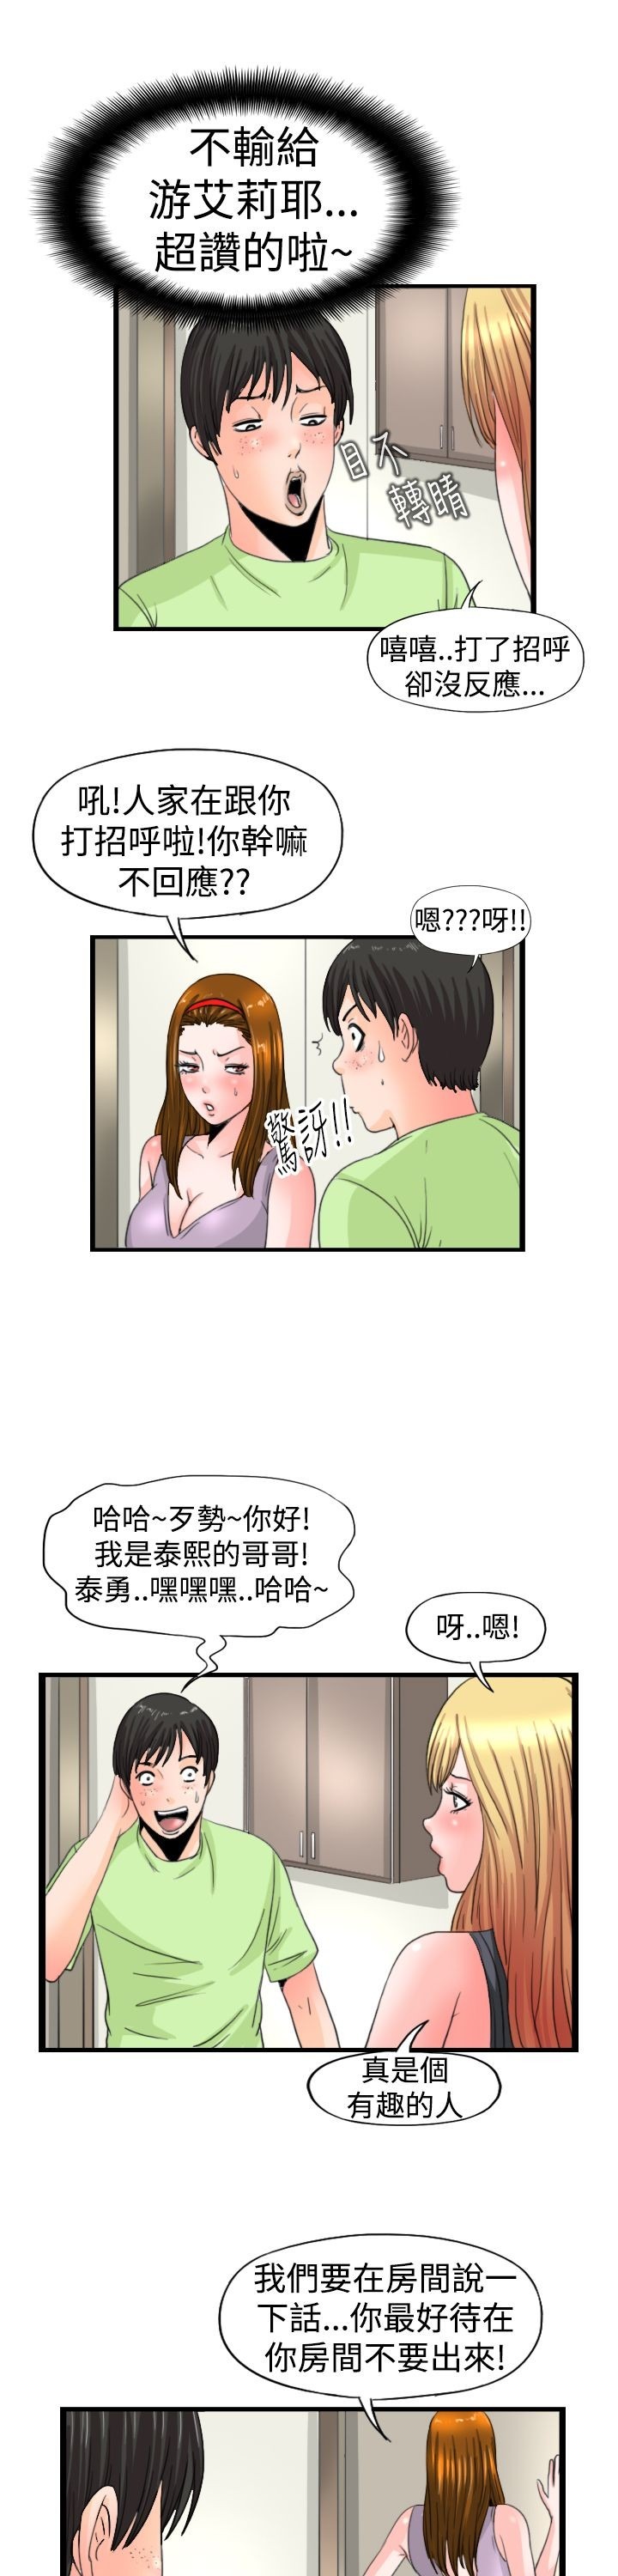 不輸給
游艾莉耶...
超讚的啦~
目不
轉睛
嘻嘻..打了招呼
卻沒反應...
吼!人家在跟你
打招呼啦!你幹嘛
不回應??
嗯???呀!!
驚訝!!
哈哈~歹勢~你好!
我是泰熙的哥哥!
泰勇..嘿嘿嘿..哈哈~
呀..嗯!
真是個
有趣的人
我們要在房間說一
下話...你最好待在
你房間不要出來!